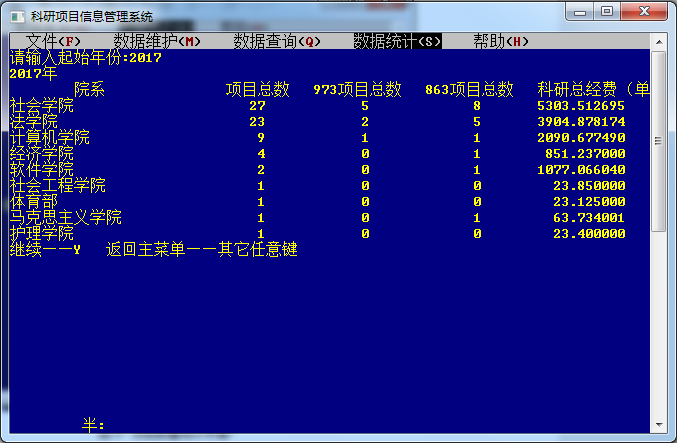 科研项目信息管理系统
文件(F) 数据维护(M) 数据查询(Q) 数据统计(S) 帮助(H)
请输入起始年份:2017
2017年
院系 项目总数 973项目总数 863项目总数 科研总经费（单
社会学院 27 5 8 5303.512695
法学院 23 2 5 3904.878174
计算机学院 9 1 1 2090.677490
经济学院 4 0 1 851.237000
软件学院 2 0 1 1077.066040
社会工程学院 1 0 0 23.850000
体育部 1 0 0 23.125000
马克思主义学院 1 0 1 63.734001
护理学院 1 0 0 23.400000
继续——Y 返回主菜单——其它任意键
半: